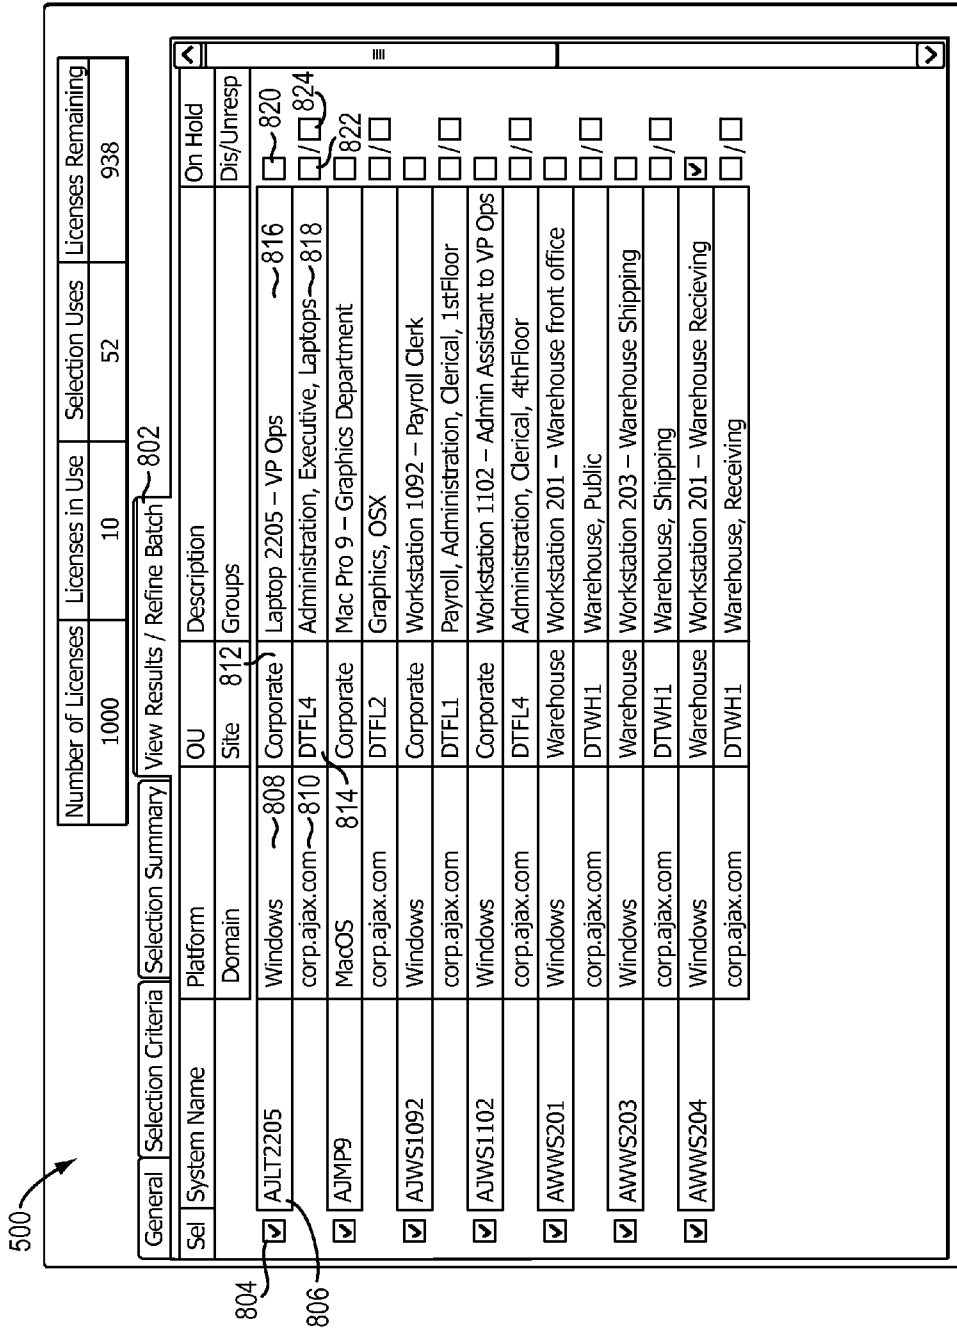 500
Number of Licenses Licenses in Use Selection Uses Licenses Remaining
1000 10 52 938
General Selection Criteria Selection Summary View Results / Refine Batch 802
Sel System Name Platform OU Description On Hold
Domain Site 812 Groups Dis/Unresp
804 AJLT2205 Windows 808 Corporate Laptop 2205 – VP Ops 816 820
806 corp.ajax.com 810 DTFL4 Administration, Executive, Laptops 818 / 824
AJMP9 MacOS 814 Corporate Mac Pro 9 – Graphics Department 822
corp.ajax.com DTFL2 Graphics, OSX /
AJWS1092 Windows Corporate Workstation 1092 – Payroll Clerk
corp.ajax.com DTFL1 Payroll, Administration, Clerical, 1stFloor /
AJWS1102 Windows Corporate Workstation 1102 – Admin Assistant to VP Ops
corp.ajax.com DTFL4 Administration, Clerical, 4thFloor /
AWWS201 Windows Warehouse Workstation 201 – Warehouse front office
corp.ajax.com DTWH1 Warehouse, Public /
AWWS203 Windows Warehouse Workstation 203 – Warehouse Shipping
corp.ajax.com DTWH1 Warehouse, Shipping /
AWWS204 Windows Warehouse Workstation 201 – Warehouse Recieving
corp.ajax.com DTWH1 Warehouse, Receiving /